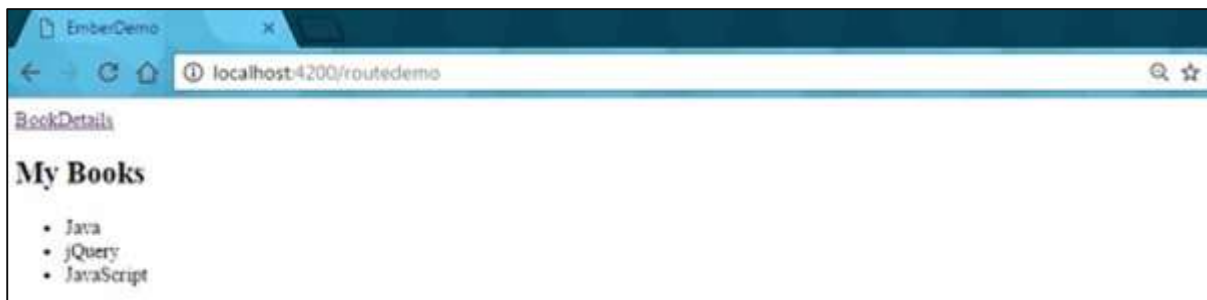 EmberDemo
localhost:4200/routedemo
BookDetails
My Books
Java
jQuery
JavaScript